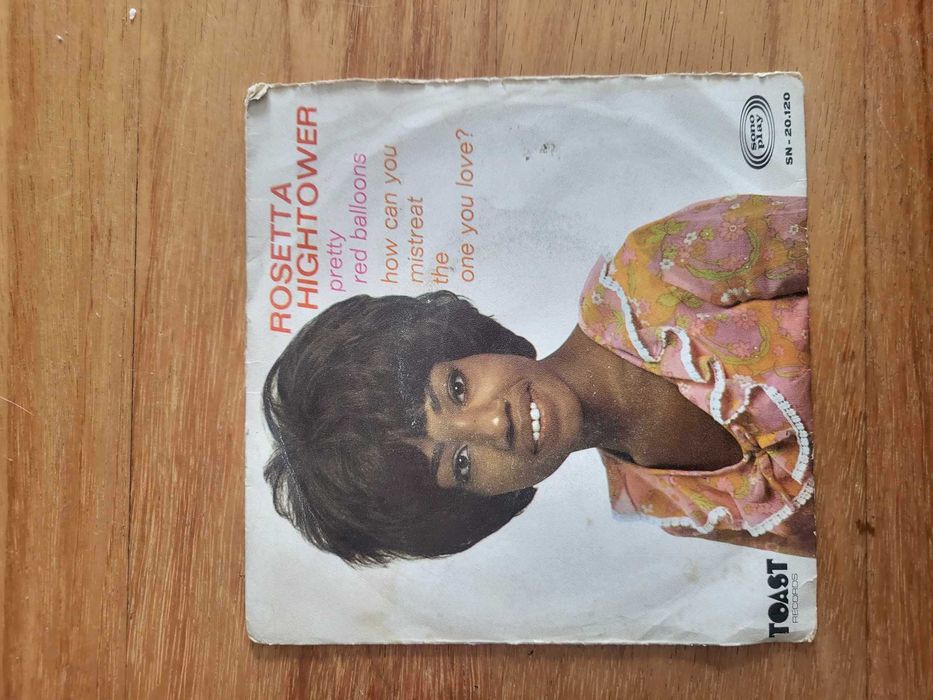 ROSETTA
HIGHTOWER
pretty
red balloons
how can you
mistreat
the
one you love?
sono
play
SN - 20.120
TOAST
RECORDS